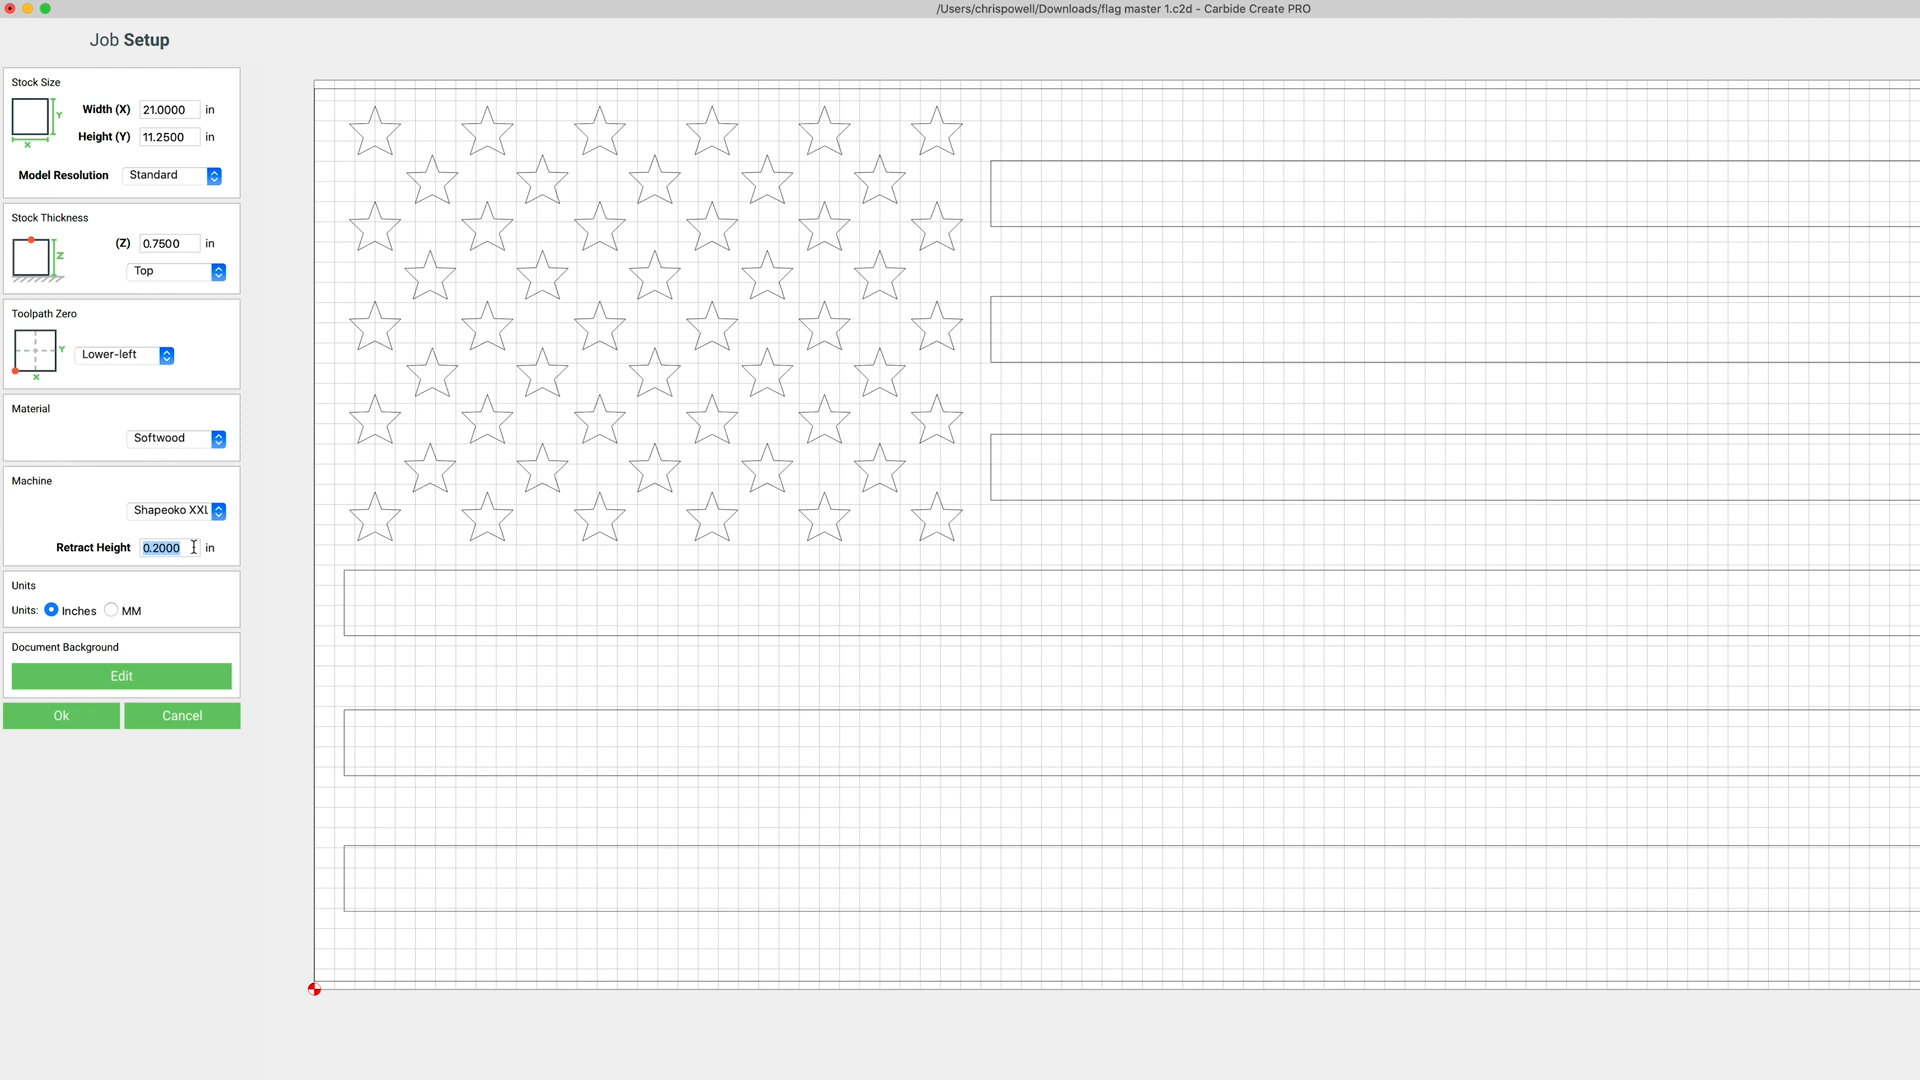 /Users/chrispowell/Downloads/flag master 1.c2d - Carbide Create PRO
Job Setup
Stock Size
Y
Width (X) 21.0000 in
Height (Y) 11.2500 in
X
Model Resolution Standard
Stock Thickness
(Z) 0.7500 in
Z
Top
Toolpath Zero
Y
Lower-left
X
Material
Softwood
Machine
Shapeoko XXL
Retract Height 0.2000 in
Units
Units: Inches MM
Document Background
Edit
Ok Cancel